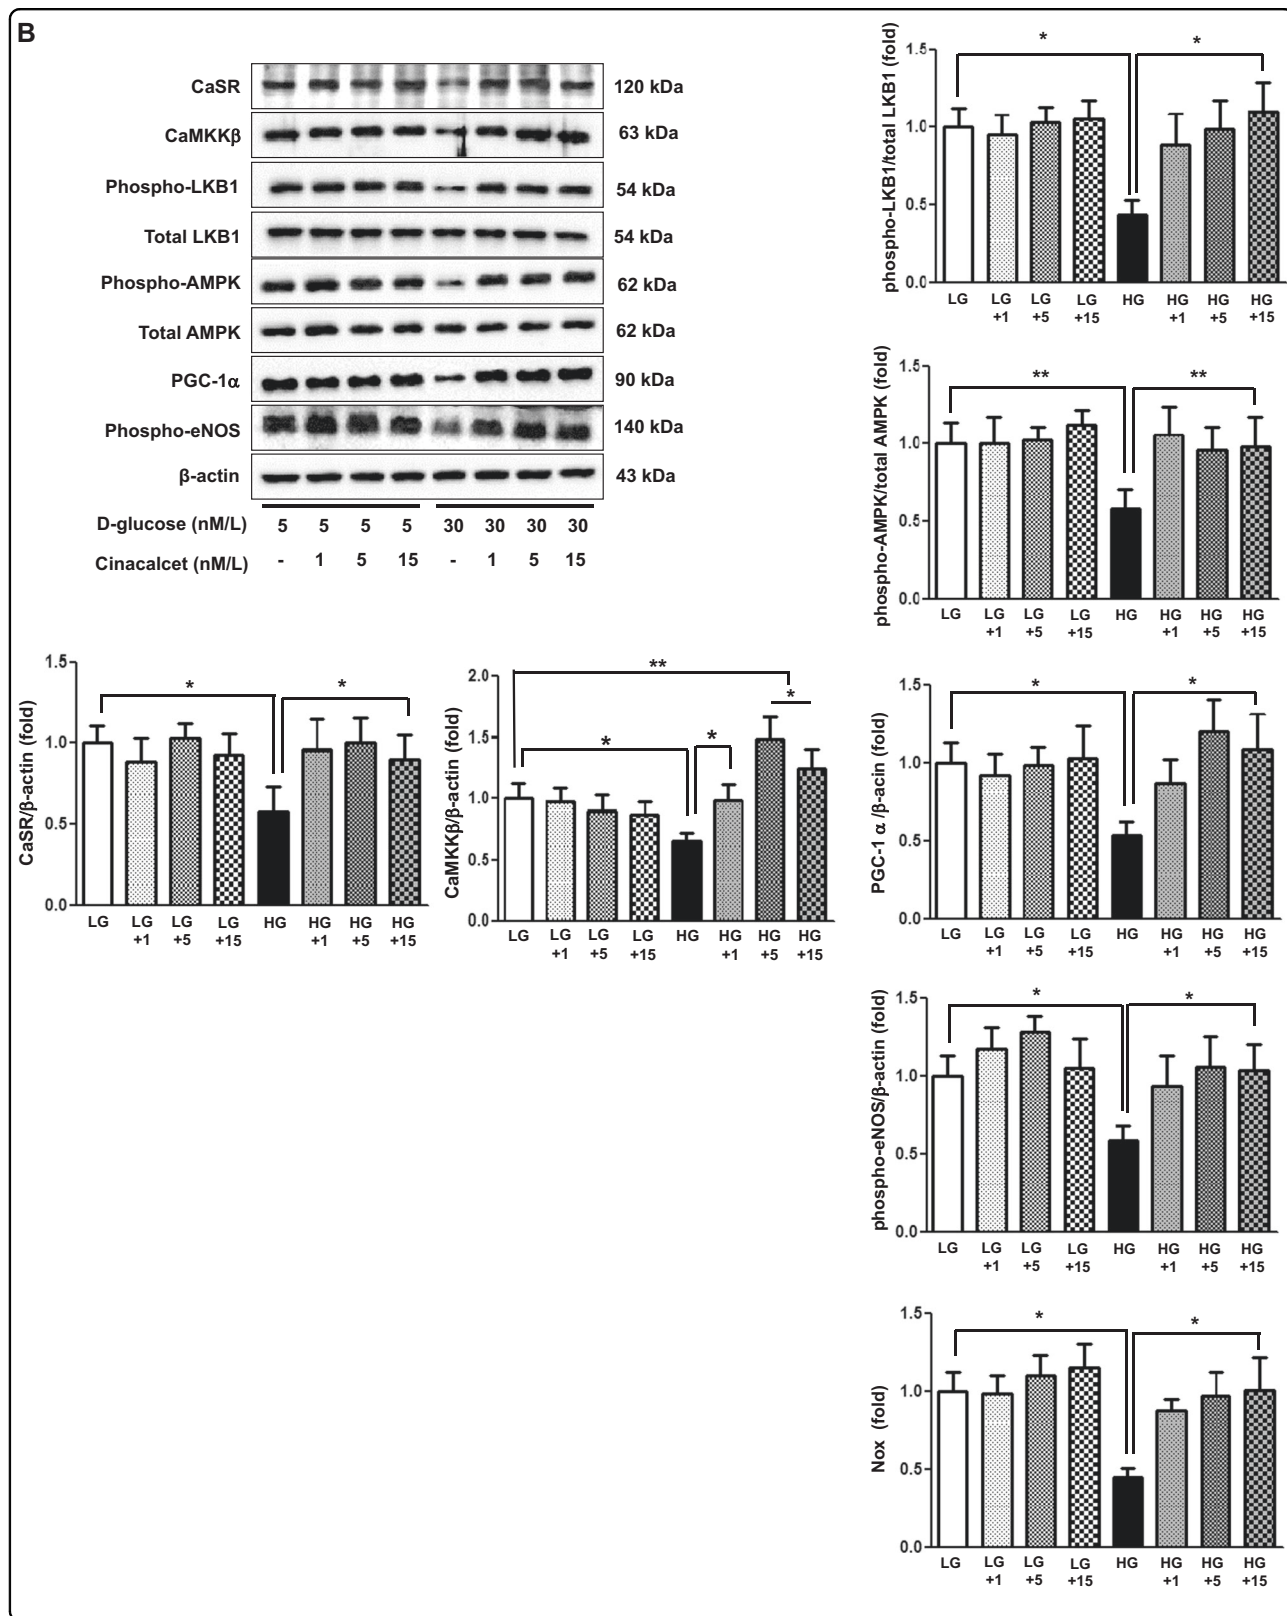 B
CaSR 120 kDa
CaMKKβ 63 kDa
Phospho-LKB1 54 kDa
Total LKB1 54 kDa
Phospho-AMPK 62 kDa
Total AMPK 62 kDa
PGC-1α 90 kDa
Phospho-eNOS 140 kDa
β-actin 43 kDa
D-glucose (nM/L) 5 5 5 5 30 30 30 30
Cinacalcet (nM/L) - 1 5 15 - 1 5 15
phospho-LKB1/total LKB1 (fold)
1.5
1.0
0.5
0.0
* *
LG LG LG LG HG HG HG HG
+1 +5 +15 +1 +5 +15
phospho-AMPK/total AMPK (fold)
1.5
1.0
0.5
0.0
** **
LG LG LG LG HG HG HG HG
+1 +5 +15 +1 +5 +15
CaSR/β-actin (fold)
1.5
1.0
0.5
0.0
* *
LG LG LG LG HG HG HG HG
+1 +5 +15 +1 +5 +15
CaMKKβ/β-actin (fold)
2.0
1.5
1.0
0.5
0.0
**
*
* *
LG LG LG LG HG HG HG HG
+1 +5 +15 +1 +5 +15
PGC-1 α /β-acin (fold)
1.5
1.0
0.5
0.0
* *
LG LG LG LG HG HG HG HG
+1 +5 +15 +1 +5 +15
phospho-eNOS/β-actin (fold)
1.5
1.0
0.5
0.0
* *
LG LG LG LG HG HG HG HG
+1 +5 +15 +1 +5 +15
Nox (fold)
1.5
1.0
0.5
0.0
* *
LG LG LG LG HG HG HG HG
+1 +5 +15 +1 +5 +15